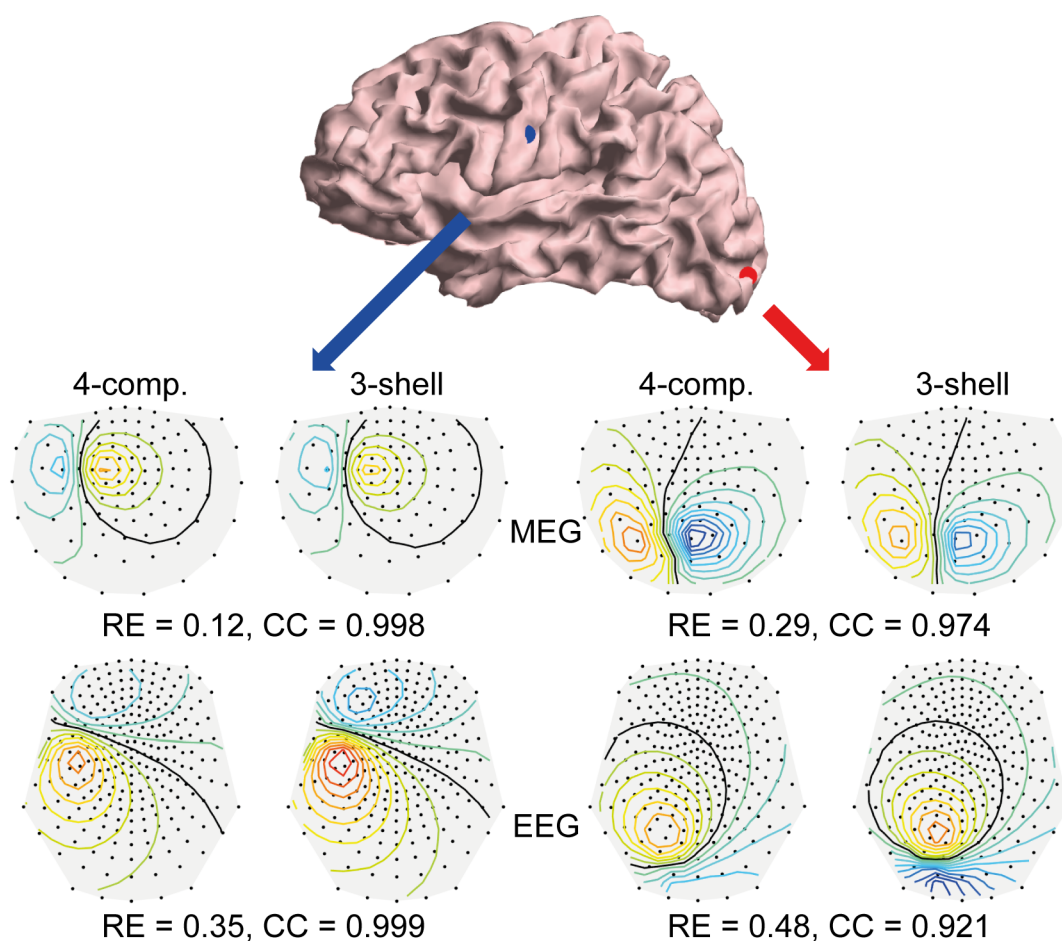 4-comp.
3-shell
4-comp.
3-shell
MEG
RE = 0.12, CC = 0.998
RE = 0.29, CC = 0.974
EEG
RE = 0.35, CC = 0.999
RE = 0.48, CC = 0.921